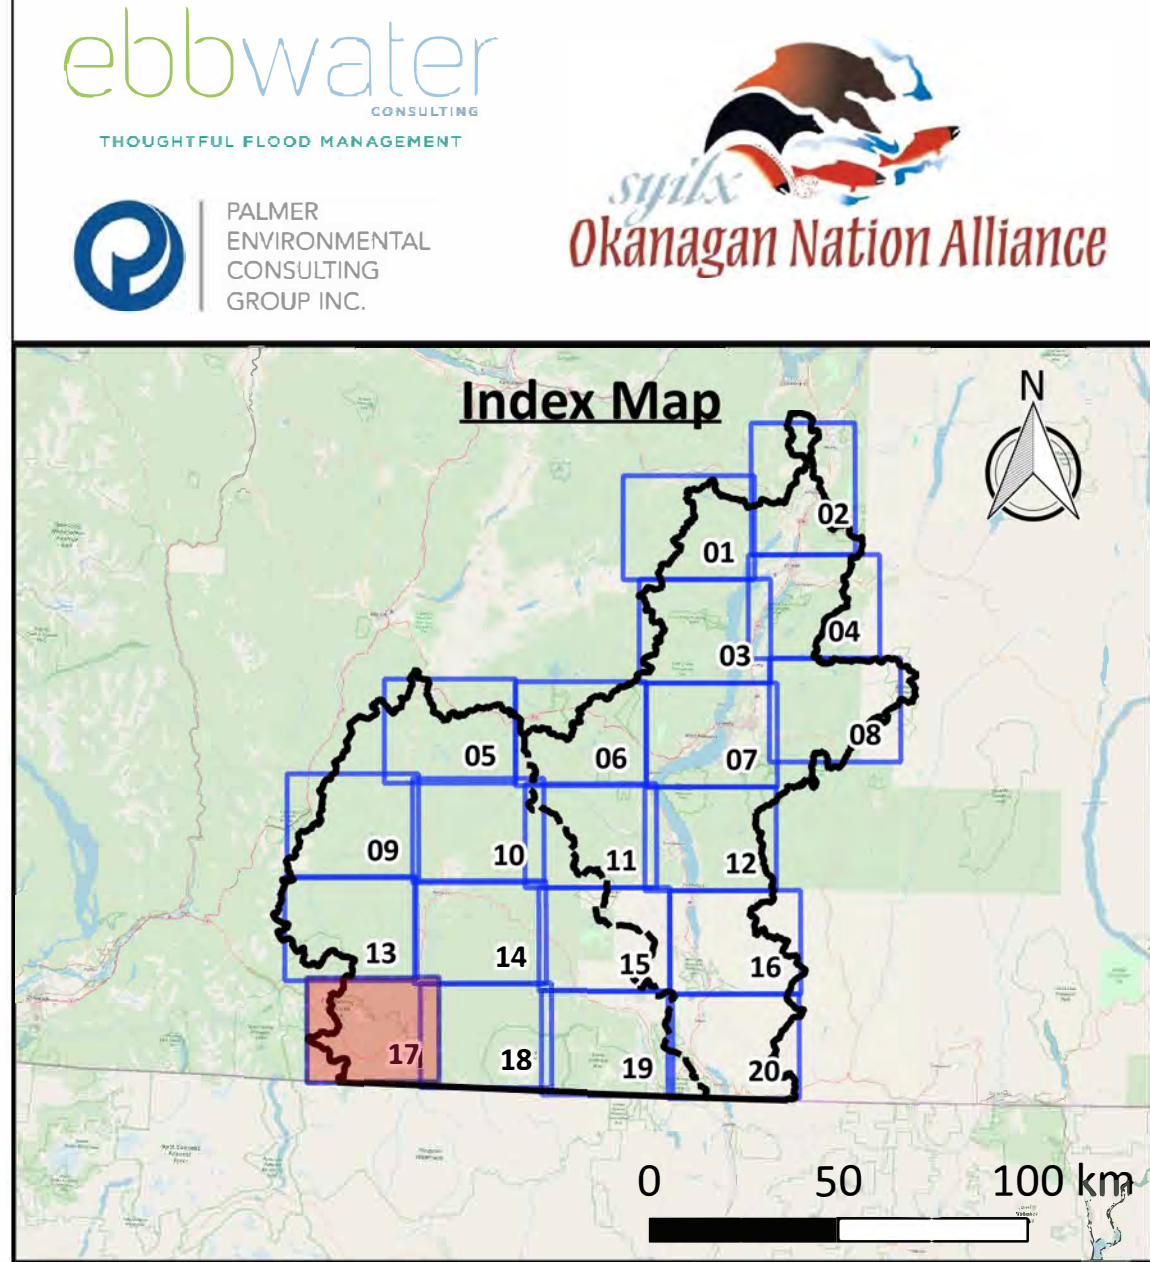 ebbwater
CONSULTING
THOUGHTFUL FLOOD MANAGEMENT
syilx
Okanagan Nation Alliance
PALMER
ENVIRONMENTAL
CONSULTING
GROUP INC.
Index Map
N
02
01
04
03
08
05
06
07
09
10
11
12
13
14
15
16
17
18
19
20
0 50 100 km